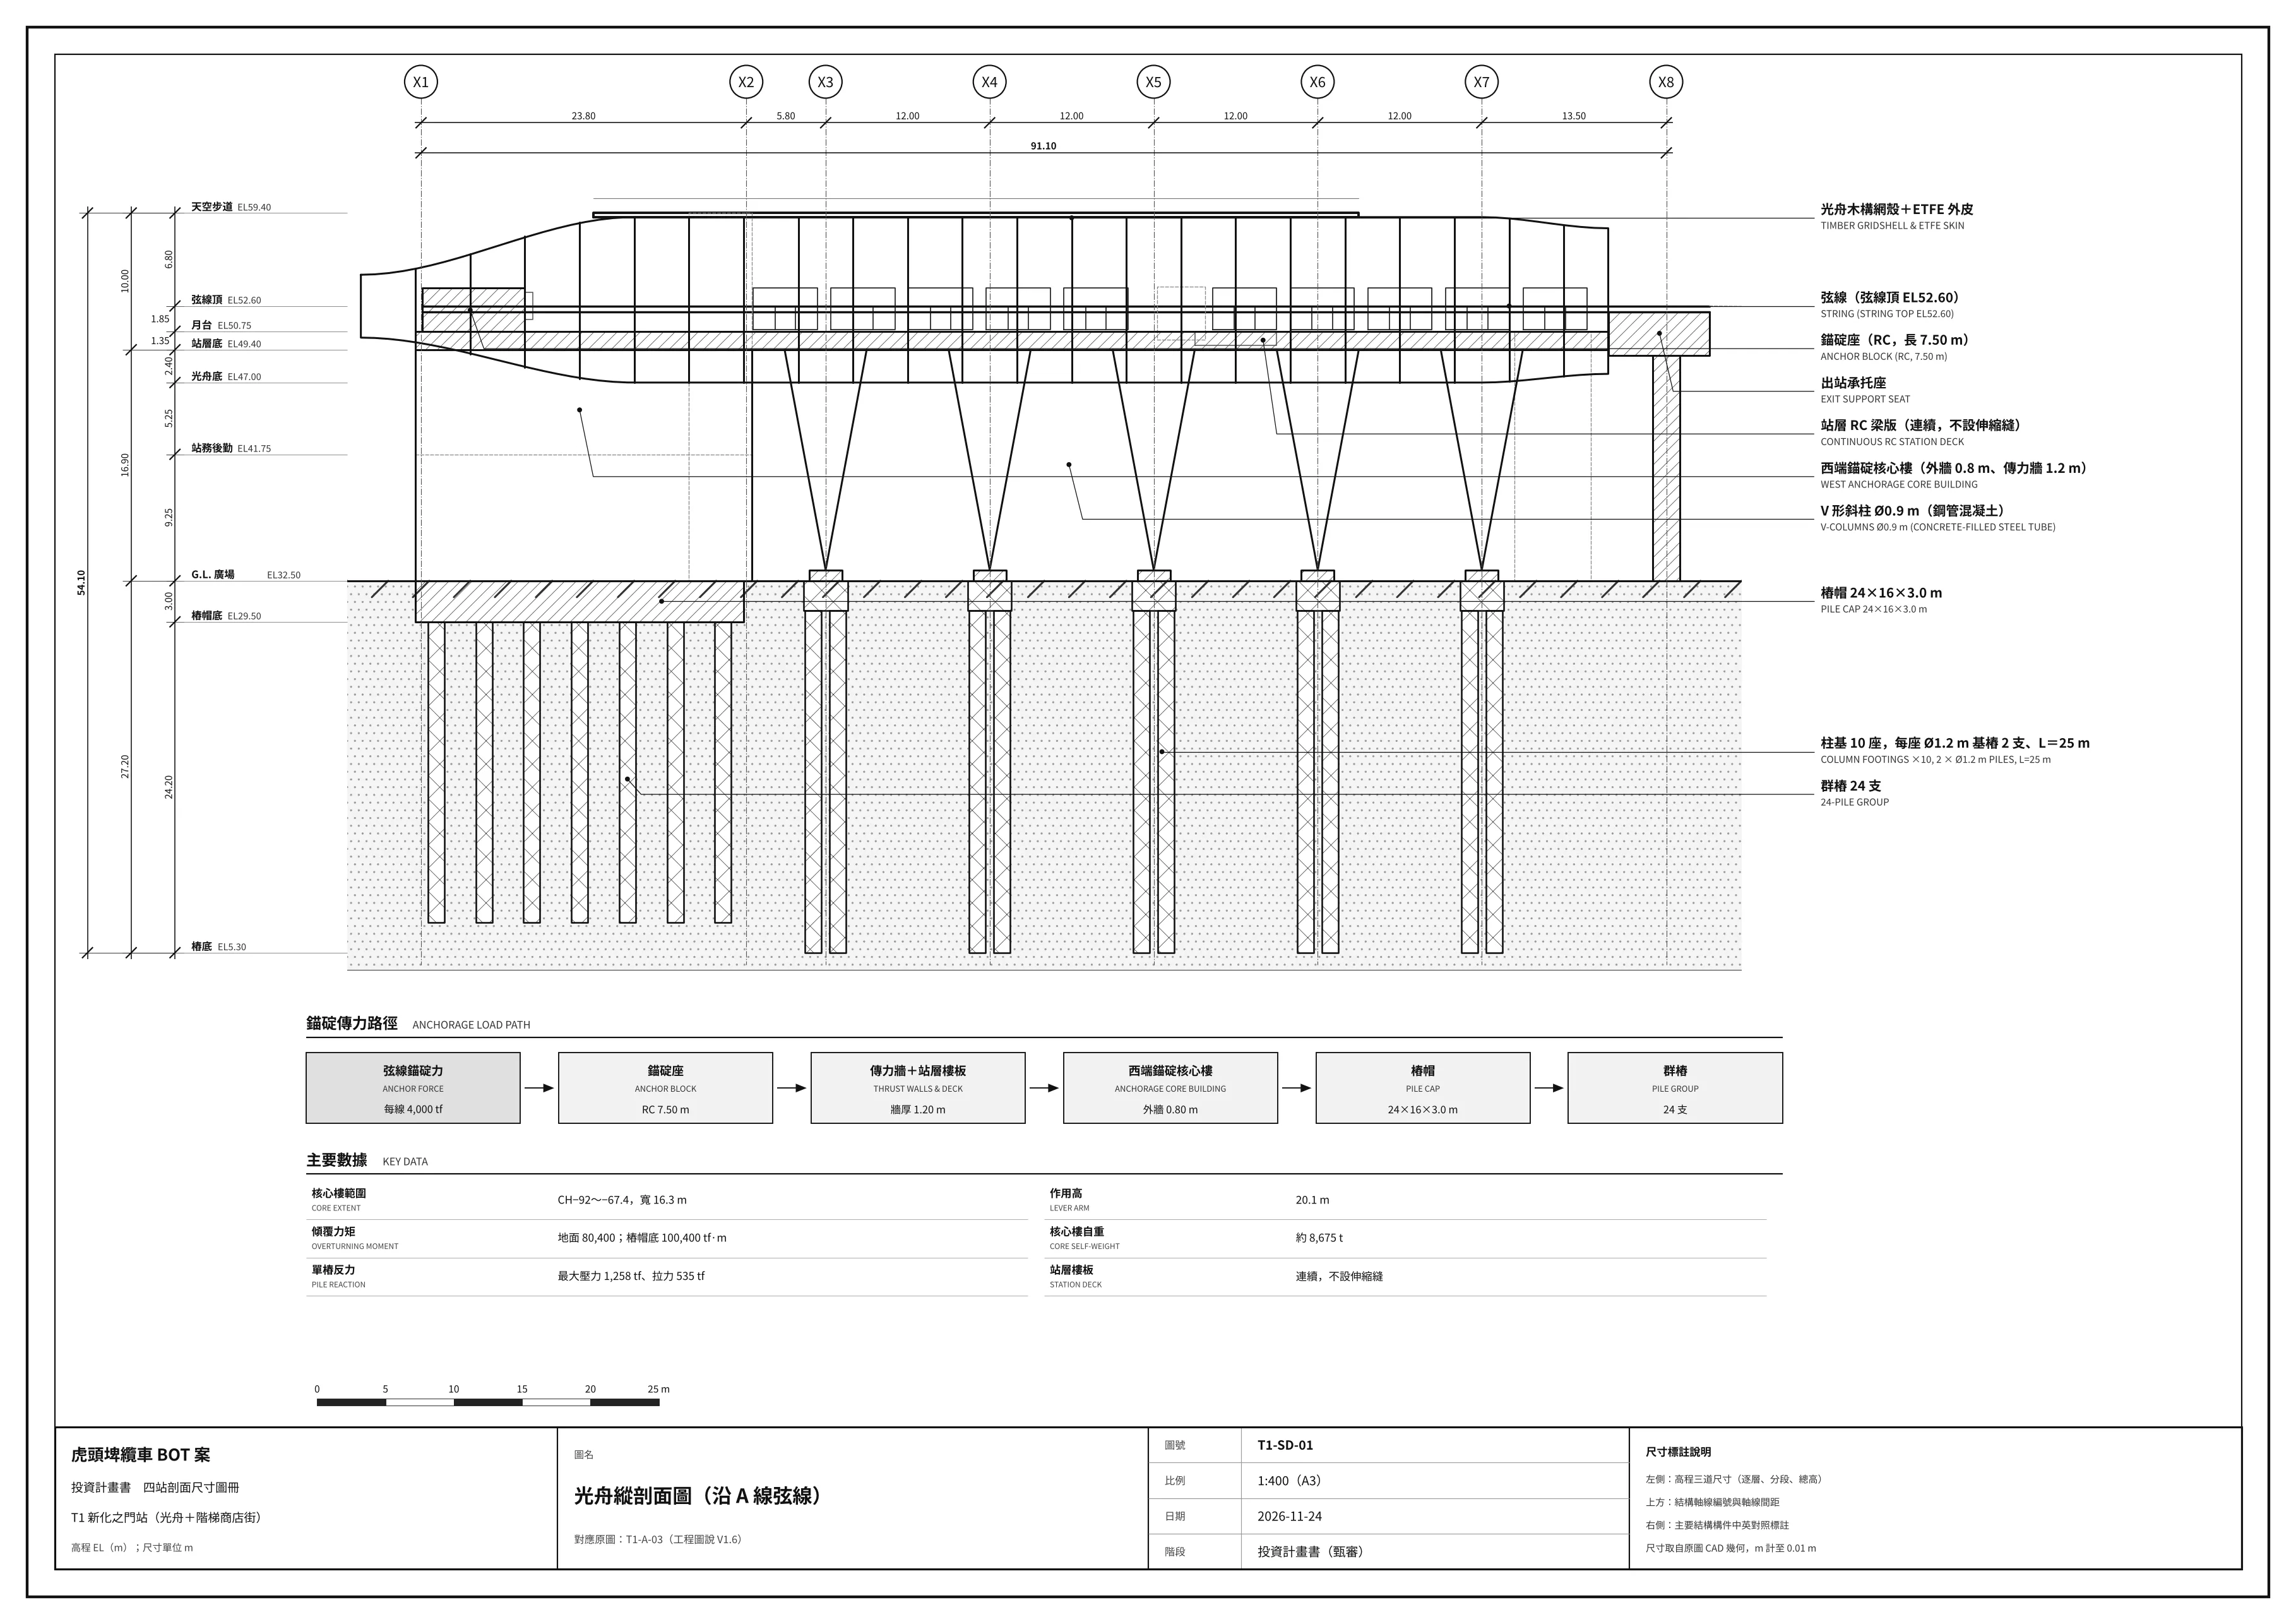 X1 X2 X3 X4 X5 X6 X7 X8
23.80 5.80 12.00 12.00 12.00 12.00 13.50
91.10
天空步道 EL59.40
弦線頂 EL52.60
月台 EL50.75
站層底 EL49.40
光舟底 EL47.00
站務後勤 EL41.75
G.L. 廣場 EL32.50
樁帽底 EL29.50
樁底 EL5.30
6.80
1.85
1.35
2.40
5.25
9.25
3.00
24.20
10.00
16.90
27.20
54.10
光舟木構網殼＋ETFE 外皮
TIMBER GRIDSHELL & ETFE SKIN
弦線（弦線頂 EL52.60）
STRING (STRING TOP EL52.60)
錨碇座（RC，長 7.50 m）
ANCHOR BLOCK (RC, 7.50 m)
出站承托座
EXIT SUPPORT SEAT
站層 RC 梁版（連續，不設伸縮縫）
CONTINUOUS RC STATION DECK
西端錨碇核心樓（外牆 0.8 m、傳力牆 1.2 m）
WEST ANCHORAGE CORE BUILDING
V 形斜柱 Ø0.9 m（鋼管混凝土）
V-COLUMNS Ø0.9 m (CONCRETE-FILLED STEEL TUBE)
樁帽 24×16×3.0 m
PILE CAP 24×16×3.0 m
柱基 10 座，每座 Ø1.2 m 基樁 2 支、L＝25 m
COLUMN FOOTINGS ×10, 2 × Ø1.2 m PILES, L=25 m
群樁 24 支
24-PILE GROUP
錨碇傳力路徑 ANCHORAGE LOAD PATH
弦線錨碇力
ANCHOR FORCE
每線 4,000 tf
錨碇座
ANCHOR BLOCK
RC 7.50 m
傳力牆＋站層樓板
THRUST WALLS & DECK
牆厚 1.20 m
西端錨碇核心樓
ANCHORAGE CORE BUILDING
外牆 0.80 m
樁帽
PILE CAP
24×16×3.0 m
群樁
PILE GROUP
24 支
主要數據 KEY DATA
核心樓範圍
CORE EXTENT
CH−92～−67.4，寬 16.3 m
作用高
LEVER ARM
20.1 m
傾覆力矩
OVERTURNING MOMENT
地面 80,400；樁帽底 100,400 tf·m
核心樓自重
CORE SELF-WEIGHT
約 8,675 t
單樁反力
PILE REACTION
最大壓力 1,258 tf、拉力 535 tf
站層樓板
STATION DECK
連續，不設伸縮縫
0 5 10 15 20 25 m
虎頭埤纜車 BOT 案
投資計畫書　四站剖面尺寸圖冊
T1 新化之門站（光舟＋階梯商店街）
高程 EL（m）；尺寸單位 m
圖名
光舟縱剖面圖（沿 A 線弦線）
對應原圖：T1-A-03（工程圖說 V1.6）
圖號 T1-SD-01
比例 1:400（A3）
日期 2026-11-24
階段 投資計畫書（甄審）
尺寸標註說明
左側：高程三道尺寸（逐層、分段、總高）
上方：結構軸線編號與軸線間距
右側：主要結構構件中英對照標註
尺寸取自原圖 CAD 幾何，m 計至 0.01 m